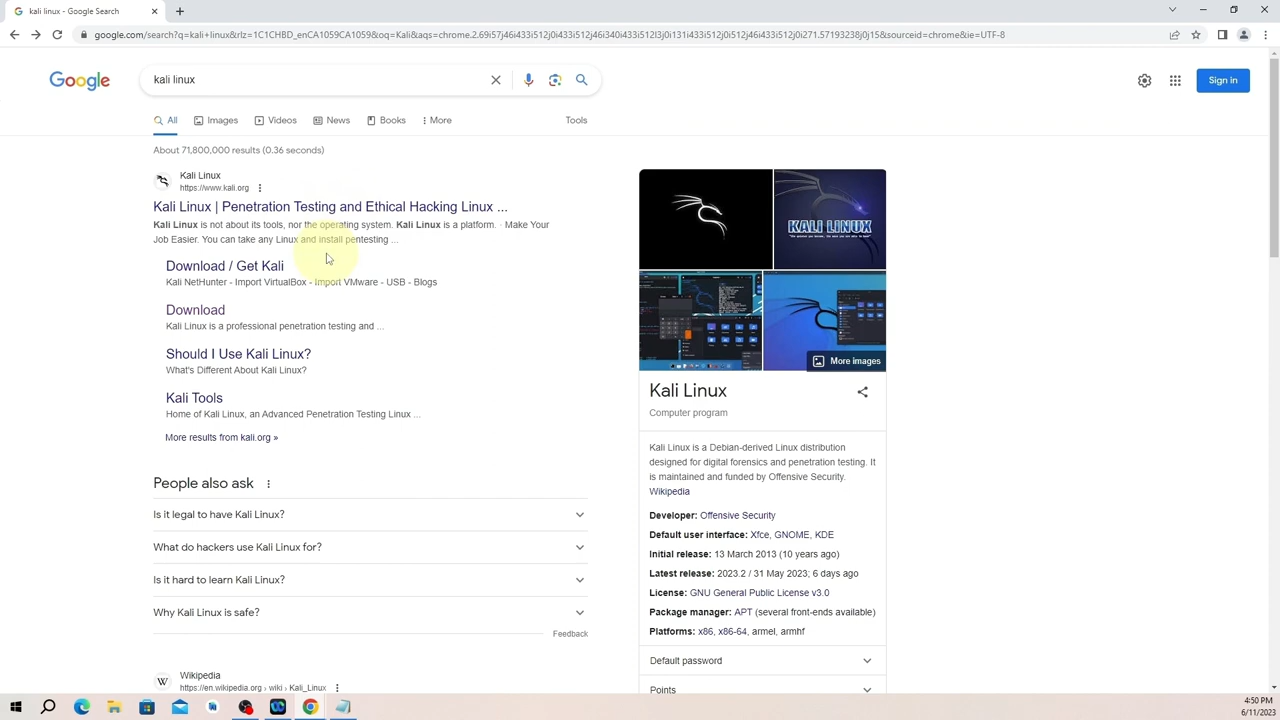 kali linux - Google Search
google.com/search?q=kali+linux&rlz=1C1CHBD_enCA1059CA1059&oq=Kali&aqs=chrome.2.69i57j46i433i512j0i433i512j46i340i433i512l3j0i131i433i512j0i512j46i433i512j0i271.57193238j0j15&sourceid=chrome&ie=UTF-8
Google
kali linux
Sign in
All
Images
Videos
News
Books
More
Tools
About 71,800,000 results (0.36 seconds)
Kali Linux
https://www.kali.org
Kali Linux | Penetration Testing and Ethical Hacking Linux ...
Kali Linux is not about its tools, nor the operating system. Kali Linux is a platform. · Make Your
Job Easier. You can take any Linux and install pentesting ...
Download / Get Kali
Kali NetHunter - Import VirtualBox - Import VMware - USB - Blogs
Download
Kali Linux is a professional penetration testing and ...
Should I Use Kali Linux?
What's Different About Kali Linux?
Kali Tools
Home of Kali Linux, an Advanced Penetration Testing Linux ...
More results from kali.org »
People also ask
Is it legal to have Kali Linux?
What do hackers use Kali Linux for?
Is it hard to learn Kali Linux?
Why Kali Linux is safe?
Feedback
Wikipedia
https://en.wikipedia.org › wiki › Kali_Linux
KALI LINUX
More images
Kali Linux
Computer program
Kali Linux is a Debian-derived Linux distribution
designed for digital forensics and penetration testing. It
is maintained and funded by Offensive Security.
Wikipedia
Developer: Offensive Security
Default user interface: Xfce, GNOME, KDE
Initial release: 13 March 2013 (10 years ago)
Latest release: 2023.2 / 31 May 2023; 6 days ago
License: GNU General Public License v3.0
Package manager: APT (several front-ends available)
Platforms: x86, x86-64, armel, armhf
Default password
Points
4:50 PM
6/11/2023